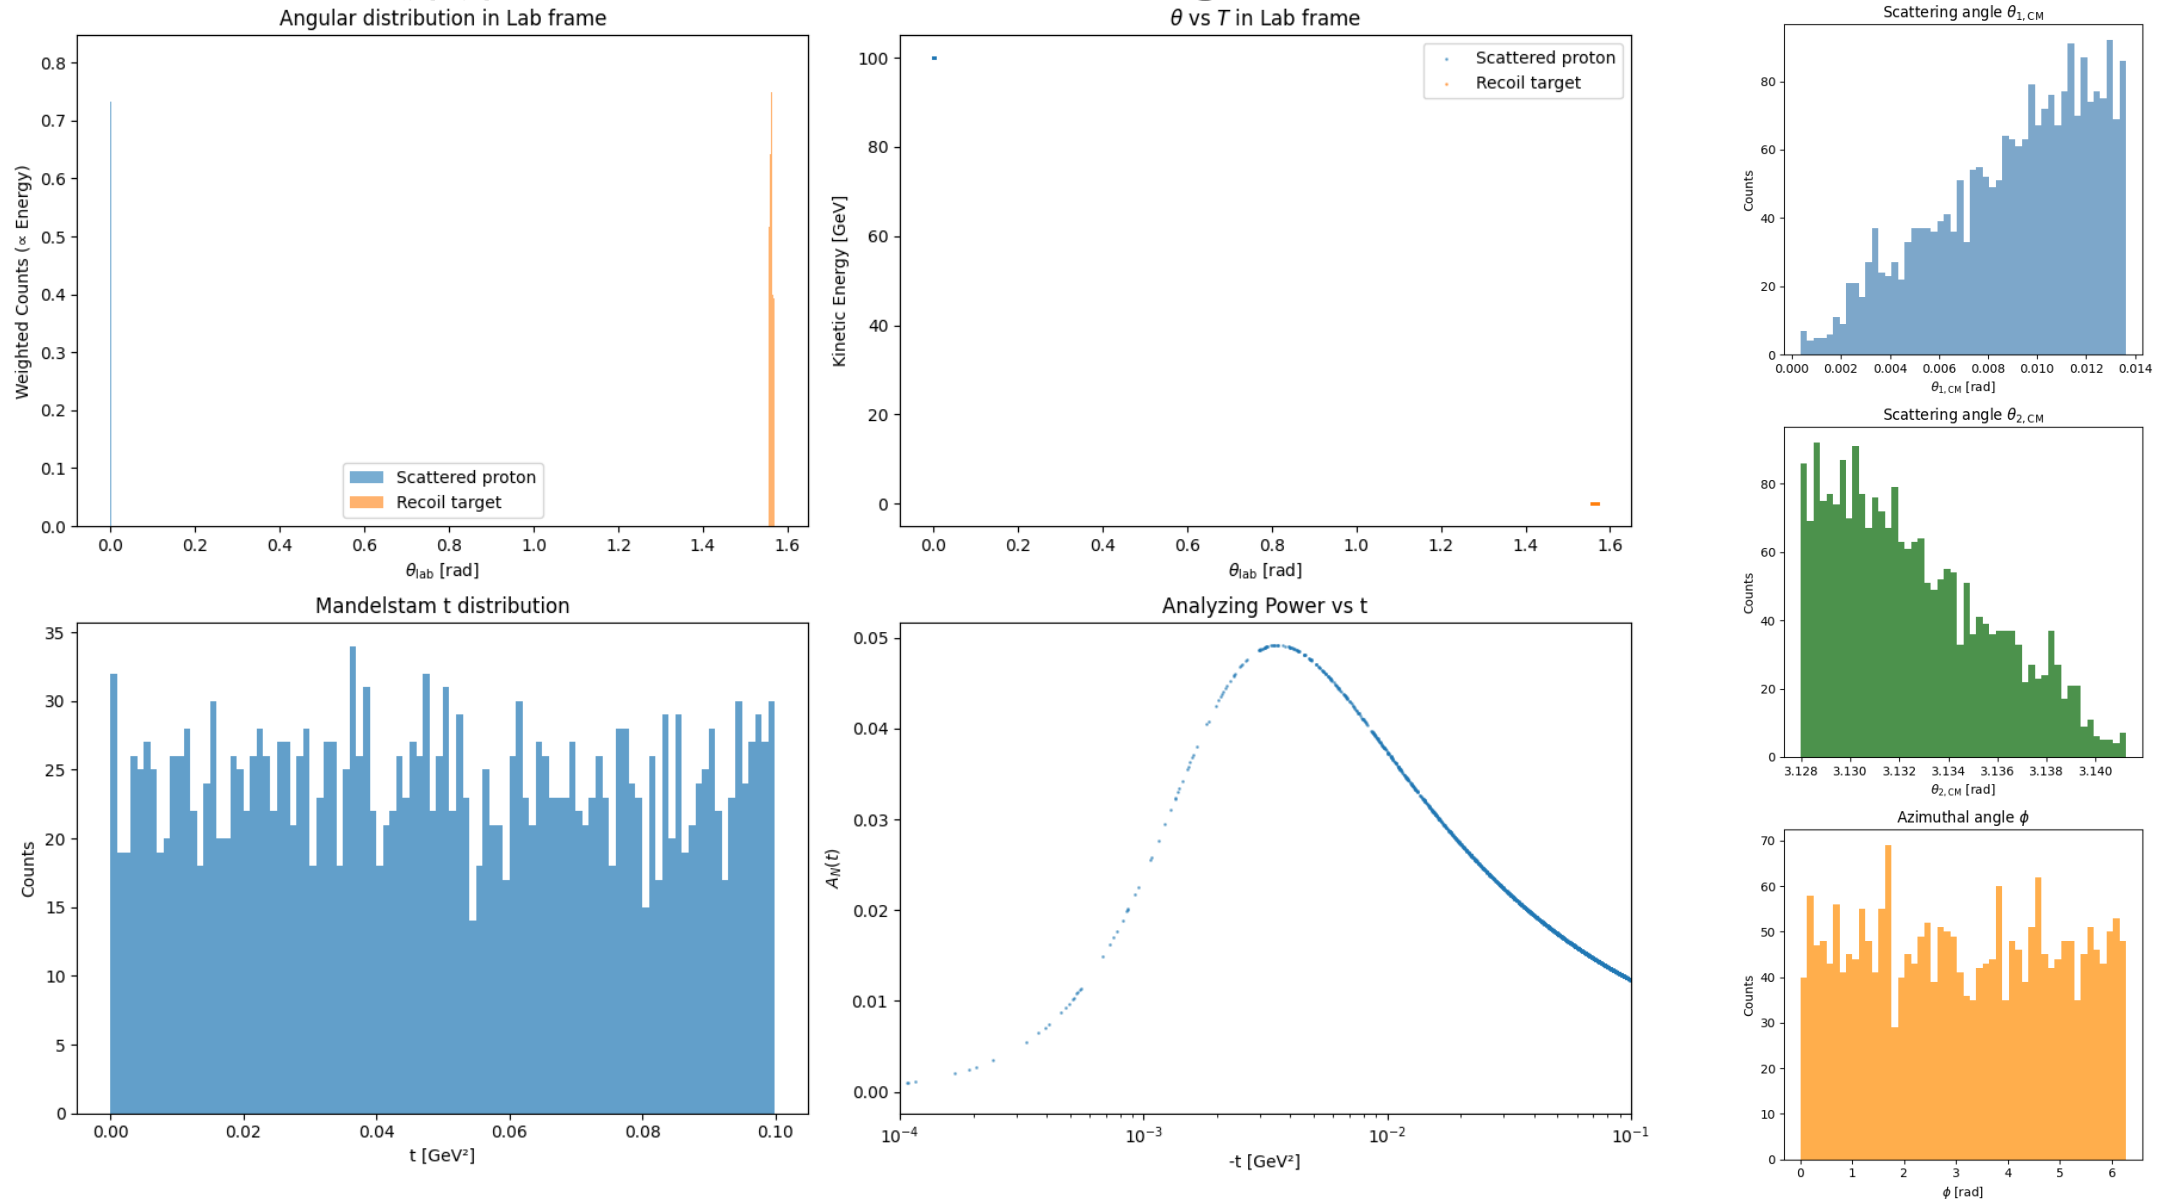 Angular distribution in Lab frame
0.8
0.7
0.6
0.5
0.4
0.3
0.2
0.1
0.0
Weighted Counts (∝ Energy)
Scattered proton
Recoil target
0.0 0.2 0.4 0.6 0.8 1.0 1.2 1.4 1.6
θlab [rad]
θ vs T in Lab frame
100
80
60
40
20
0
Kinetic Energy [GeV]
Scattered proton
Recoil target
0.0 0.2 0.4 0.6 0.8 1.0 1.2 1.4 1.6
θlab [rad]
Mandelstam t distribution
35
30
25
20
15
10
5
0
Counts
0.00 0.02 0.04 0.06 0.08 0.10
t [GeV²]
Analyzing Power vs t
0.05
0.04
0.03
0.02
0.01
0.00
A_N(t)
10⁻⁴ 10⁻³ 10⁻² 10⁻¹
-t [GeV²]
Scattering angle θ1, CM
80
60
40
20
0
Counts
0.000 0.002 0.004 0.006 0.008 0.010 0.012 0.014
θ1, CM [rad]
Scattering angle θ2, CM
80
60
40
20
0
Counts
3.128 3.130 3.132 3.134 3.136 3.138 3.140
θ2, CM [rad]
Azimuthal angle ϕ
70
60
50
40
30
20
10
0
Counts
0 1 2 3 4 5 6
ϕ [rad]